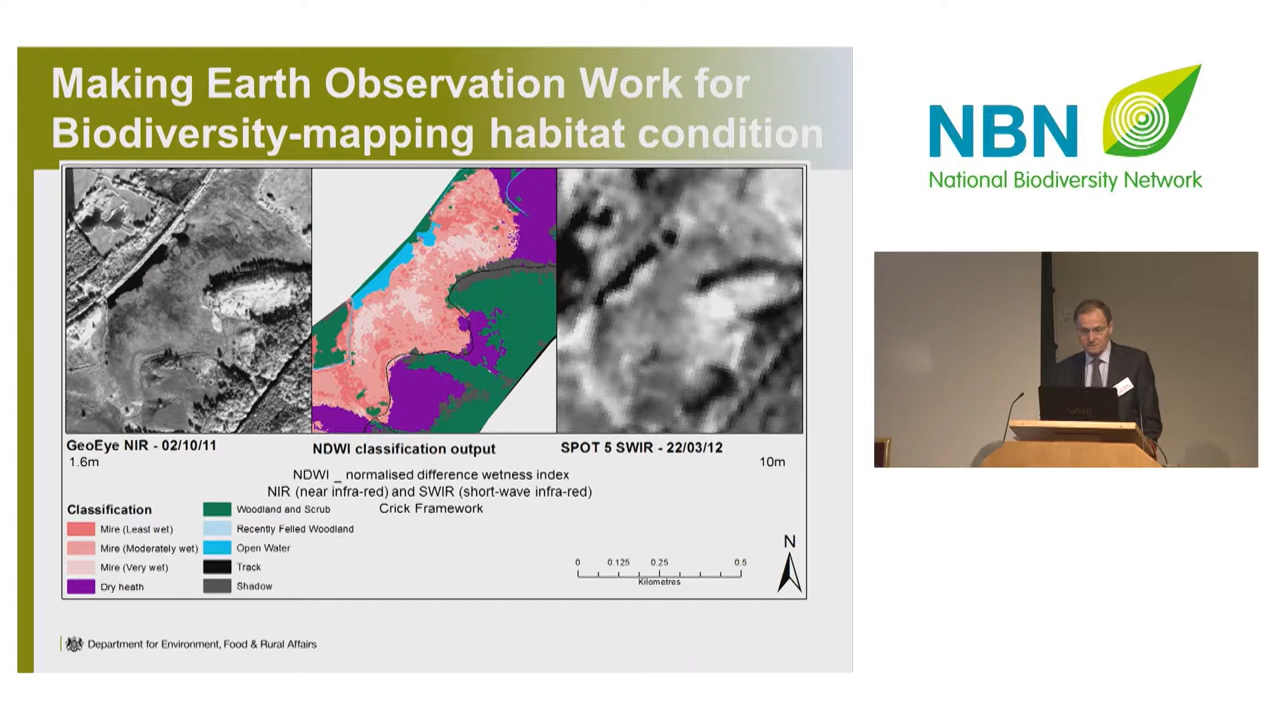 Making Earth Observation Work for
Biodiversity-mapping habitat condition
GeoEye NIR - 02/10/11
1.6m
NDWI classification output
SPOT 5 SWIR - 22/03/12
10m
NDWI _ normalised difference wetness index
NIR (near infra-red) and SWIR (short-wave infra-red)
Crick Framework
Classification
Mire (Least wet)
Mire (Moderately wet)
Mire (Very wet)
Dry heath
Woodland and Scrub
Recently Felled Woodland
Open Water
Track
Shadow
0 0.125 0.25 0.5
Kilometres
N
Department for Environment, Food & Rural Affairs
NBN
National Biodiversity Network
VAIO